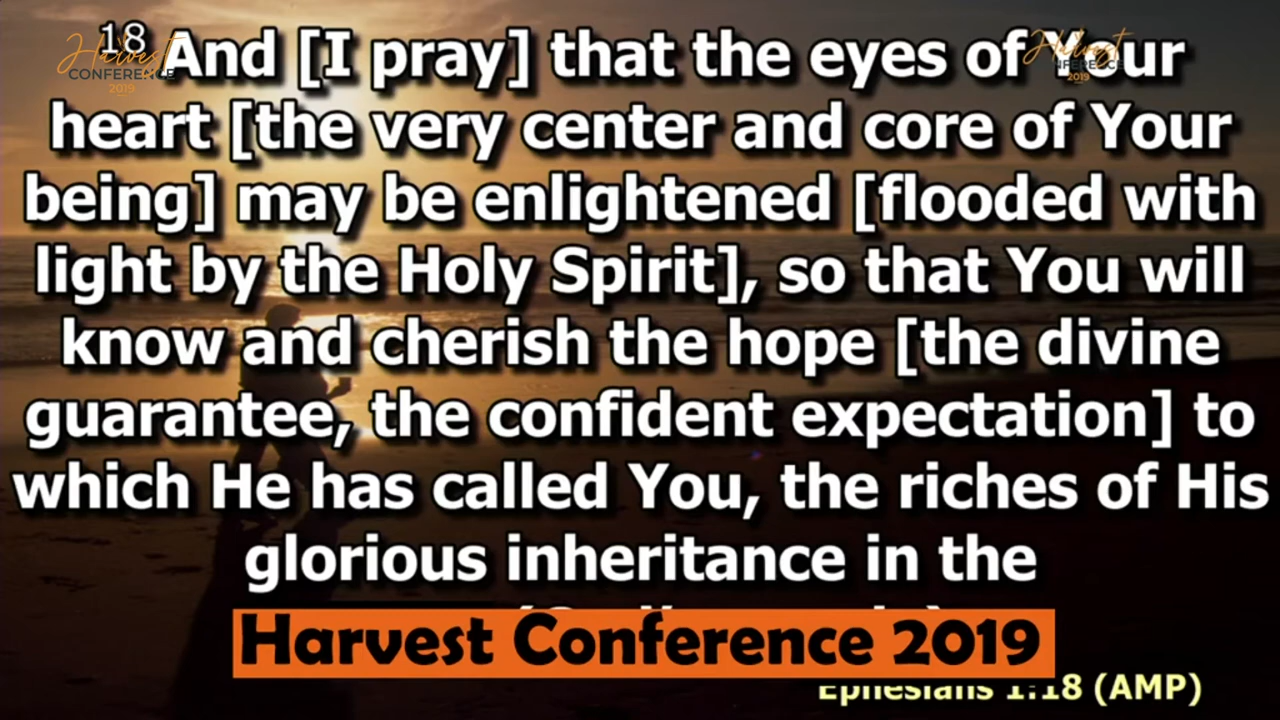 18 And [I pray] that the eyes of Your
heart [the very center and core of Your
being] may be enlightened [flooded with
light by the Holy Spirit], so that You will
know and cherish the hope [the divine
guarantee, the confident expectation] to
which He has called You, the riches of His
glorious inheritance in the
Harvest Conference 2019
Ephesians 1:18 (AMP)
Harvest
CONFERENCE
2019
Harvest
CONFERENCE
2019